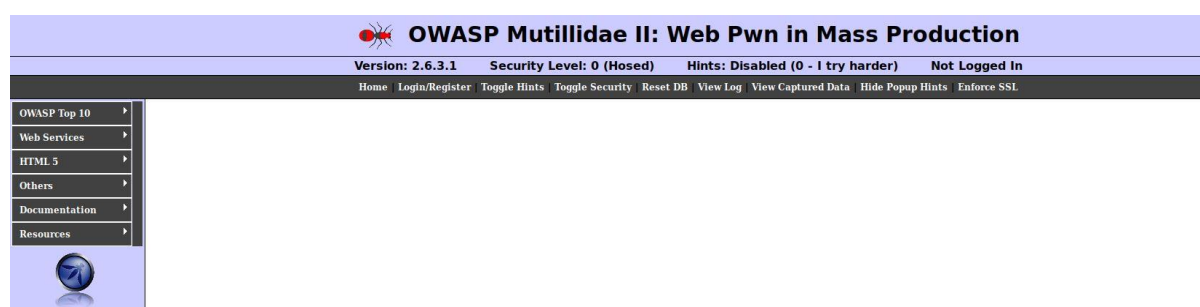 OWASP Mutillidae II: Web Pwn in Mass Production
Version: 2.6.3.1 Security Level: 0 (Hosed) Hints: Disabled (0 - I try harder) Not Logged In
Home | Login/Register | Toggle Hints | Toggle Security | Reset DB | View Log | View Captured Data | Hide Popup Hints | Enforce SSL
OWASP Top 10
Web Services
HTML 5
Others
Documentation
Resources